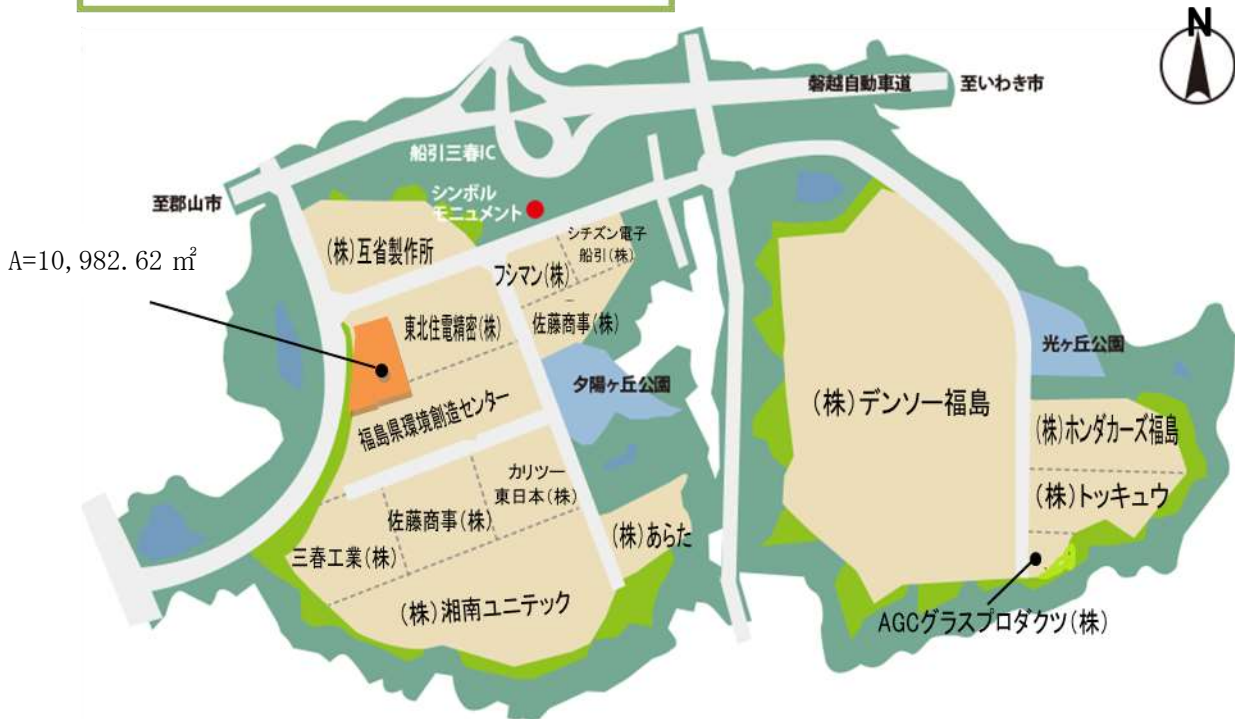 N
磐越自動車道
至いわき市
船引三春IC
至郡山市
シンボル
モニュメント
(株)互省製作所
シチズン電子
船引(株)
A=10,982.62 ㎡
フシマン(株)
東北住電精密(株)
佐藤商事(株)
光ヶ丘公園
夕陽ヶ丘公園
(株)デンソー福島
福島県環境創造センター
(株)ホンダカーズ福島
カリツー
東日本(株)
(株)トッキュウ
佐藤商事(株)
(株)あらた
三春工業(株)
(株)湘南ユニテック
AGCグラスプロダクツ(株)